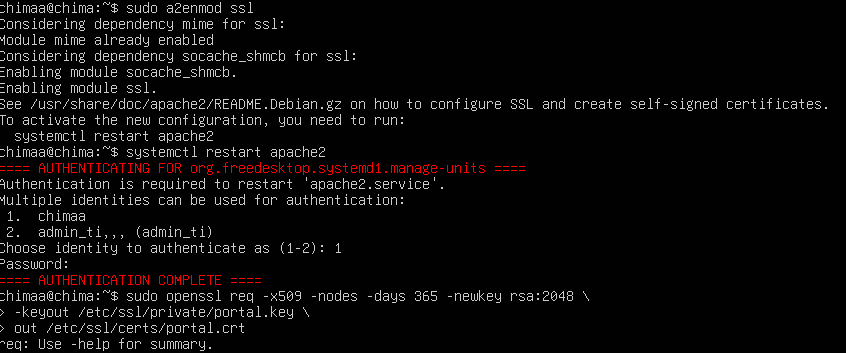 chimaa@chima:~$ sudo a2enmod ssl
Considering dependency mime for ssl:
Module mime already enabled
Considering dependency socache_shmcb for ssl:
Enabling module socache_shmcb.
Enabling module ssl.
See /usr/share/doc/apache2/README.Debian.gz on how to configure SSL and create self-signed certificates.
To activate the new configuration, you need to run:
  systemctl restart apache2
chimaa@chima:~$ systemctl restart apache2
==== AUTHENTICATING FOR org.freedesktop.systemd1.manage-units ====
Authentication is required to restart 'apache2.service'.
Multiple identities can be used for authentication:
 1.  chimaa
 2.  admin_ti,,, (admin_ti)
Choose identity to authenticate as (1-2): 1
Password:
==== AUTHENTICATION COMPLETE ====
chimaa@chima:~$ sudo openssl req -x509 -nodes -days 365 -newkey rsa:2048 \
> -keyout /etc/ssl/private/portal.key \
> out /etc/ssl/certs/portal.crt
req: Use -help for summary.